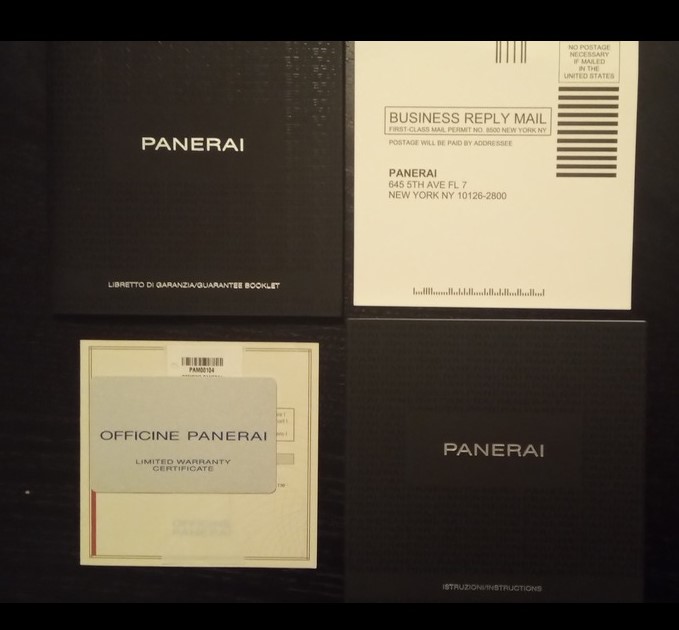 PANERAI
LIBRETTO DI GARANZIA/GUARANTEE BOOKLET
NO POSTAGE
NECESSARY
IF MAILED
IN THE
UNITED STATES
BUSINESS REPLY MAIL
FIRST-CLASS MAIL PERMIT NO. 8500 NEW YORK NY
POSTAGE WILL BE PAID BY ADDRESSEE
PANERAI
645 5TH AVE FL 7
NEW YORK NY 10126-2800
PAM00104
OFFICINE PANERAI
LIMITED WARRANTY
CERTIFICATE
PANERAI
ISTRUZIONI/INSTRUCTIONS